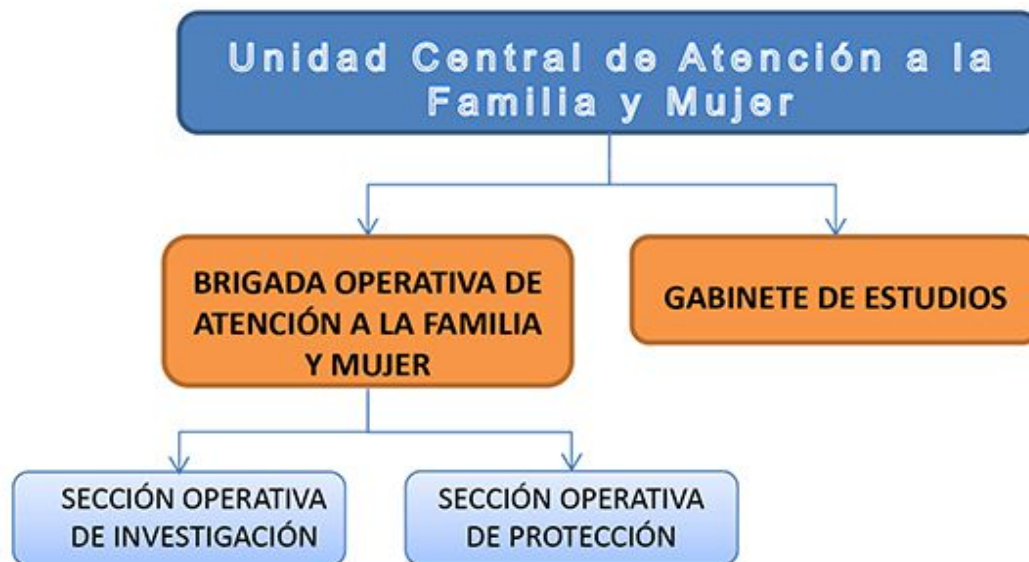 Unidad Central de Atención a la
Familia y Mujer
BRIGADA OPERATIVA DE
ATENCIÓN A LA FAMILIA
Y MUJER
GABINETE DE ESTUDIOS
SECCIÓN OPERATIVA
DE INVESTIGACIÓN
SECCIÓN OPERATIVA
DE PROTECCIÓN